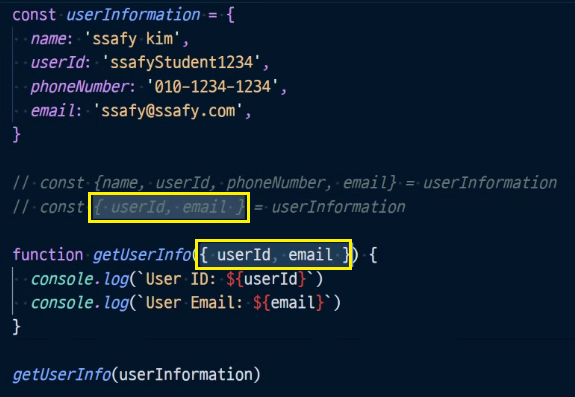 const userInformation = {
  name: 'ssafy kim',
  userId: 'ssafyStudent1234',
  phoneNumber: '010-1234-1234',
  email: 'ssafy@ssafy.com',
}
// const {name, userId, phoneNumber, email} = userInformation
// const { userId, email } = userInformation
function getUserInfo({ userId, email }) {
  console.log(`User ID: ${userId}`)
  console.log(`User Email: ${email}`)
}
getUserInfo(userInformation)